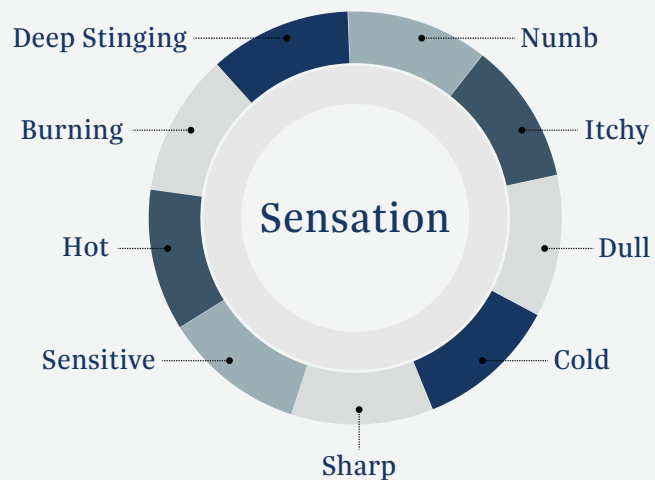 Deep Stinging
Numb
Burning
Itchy
Sensation
Hot
Dull
Sensitive
Cold
Sharp